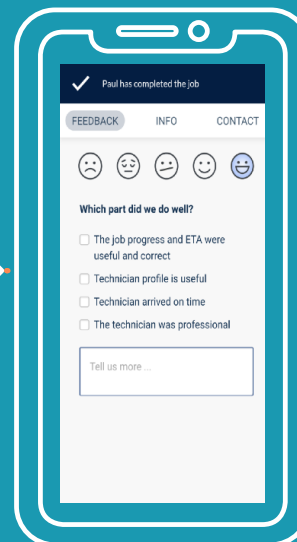 Paul has completed the job
FEEDBACK INFO CONTACT
Which part did we do well?
The job progress and ETA were
useful and correct
Technician profile is useful
Technician arrived on time
The technician was professional
Tell us more ...